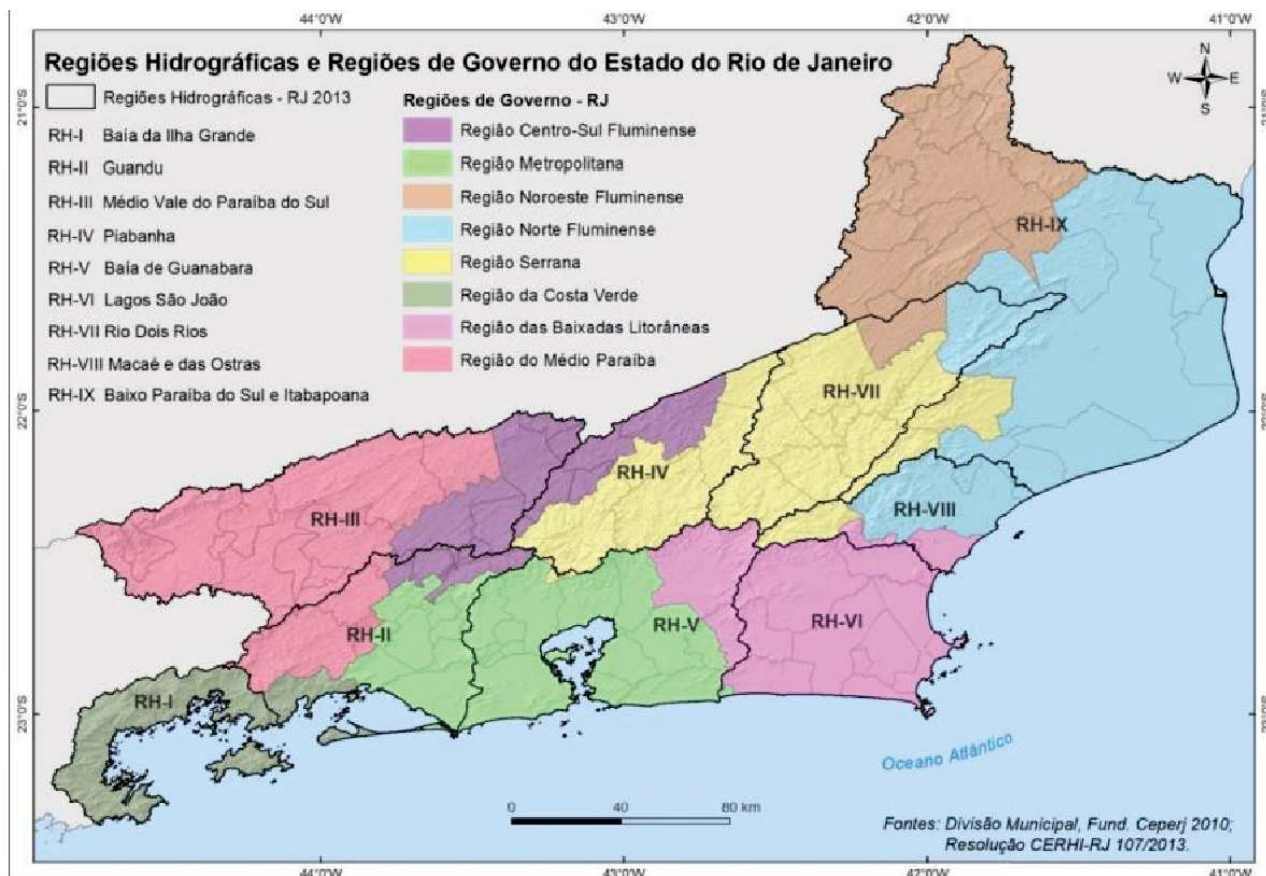 44°0'W 43°0'W 42°0'W 41°0'W
Regiões Hidrográficas e Regiões de Governo do Estado do Rio de Janeiro
N
W E
S
Regiões Hidrográficas - RJ 2013
RH-I Baía da Ilha Grande
RH-II Guandu
RH-III Médio Vale do Paraíba do Sul
RH-IV Piabanha
RH-V Baía de Guanabara
RH-VI Lagos São João
RH-VII Rio Dois Rios
RH-VIII Macaé e das Ostras
RH-IX Baixo Paraíba do Sul e Itabapoana
Regiões de Governo - RJ
Região Centro-Sul Fluminense
Região Metropolitana
Região Noroeste Fluminense
Região Norte Fluminense
Região Serrana
Região da Costa Verde
Região das Baixadas Litorâneas
Região do Médio Paraíba
21°0'S
22°0'S
23°0'S
RH-IX
RH-VII
RH-IV
RH-III
RH-VIII
RH-II
RH-V
RH-VI
RH-I
Oceano Atlântico
0 40 80 km
Fontes: Divisão Municipal, Fund. Ceperj 2010;
Resolução CERHI-RJ 107/2013.
44°0'W 43°0'W 42°0'W 41°0'W